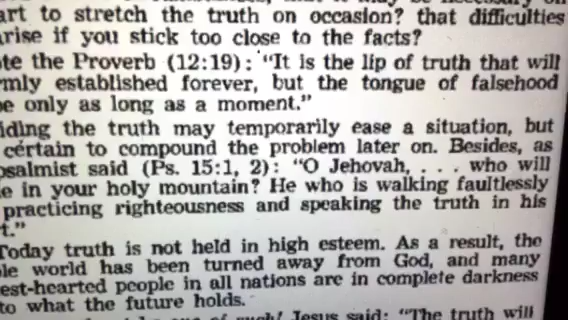 art to stretch the truth on occasion? that difficulties
arise if you stick too close to the facts?
te the Proverb (12:19): "It is the lip of truth that will
mly established forever, but the tongue of falsehood
be only as long as a moment."
ding the truth may temporarily ease a situation, but
certain to compound the problem later on. Besides, as
psalmist said (Ps. 15:1, 2): "O Jehovah, . . . who will
e in your holy mountain? He who is walking faultlessly
practicing righteousness and speaking the truth in his
t."
Today truth is not held in high esteem. As a result, the
le world has been turned away from God, and many
est-hearted people in all nations are in complete darkness
to what the future holds.
of such! Jesus said: "The truth will